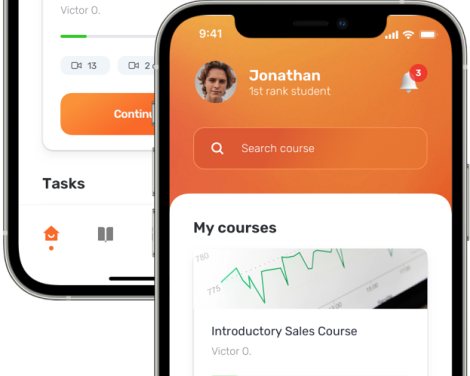 Victor O.
13
2
Continu
Tasks
9:41
Jonathan
1st rank student
3
Search course
My courses
780
775
Introductory Sales Course
Victor O.